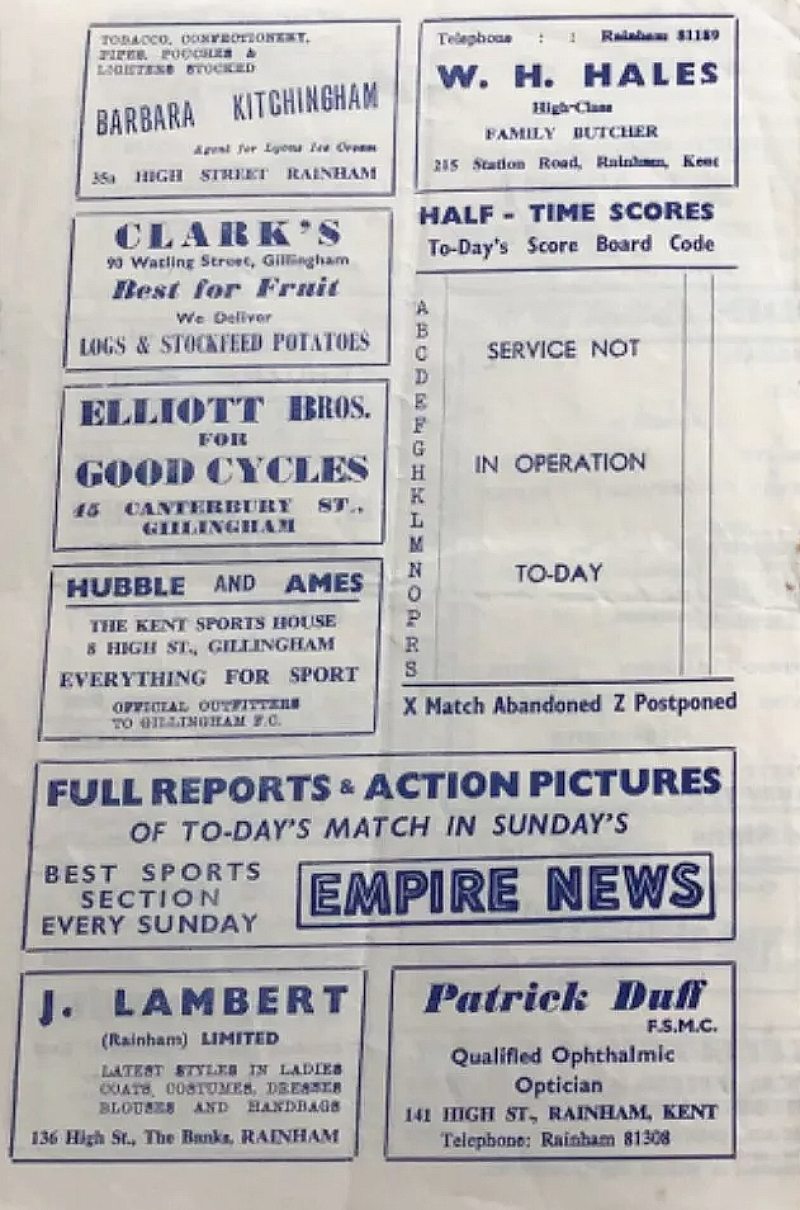 TOBACCO, CONFECTIONERY,
PIPES, POUCHES &
LIGHTERS STOCKED
BARBARA KITCHINGHAM
Agent for Lyons Ice Cream
35a HIGH STREET RAINHAM
CLARK'S
90 Watling Street, Gillingham
Best for Fruit
We Deliver
LOGS & STOCKFEED POTATOES
ELLIOTT BROS.
FOR
GOOD CYCLES
45 CANTERBURY ST.,
GILLINGHAM
HUBBLE AND AMES
THE KENT SPORTS HOUSE
8 HIGH ST., GILLINGHAM
EVERYTHING FOR SPORT
OFFICIAL OUTFITTERS
TO GILLINGHAM F.C.
Telephone : : Rainham 81189
W. H. HALES
High-Class
FAMILY BUTCHER
215 Station Road, Rainham, Kent
HALF - TIME SCORES
To-Day's Score Board Code
A
B
C
D
E
F
G
H
K
L
M
N
O
P
R
S
SERVICE NOT
IN OPERATION
TO-DAY
X Match Abandoned Z Postponed
FULL REPORTS & ACTION PICTURES
OF TO-DAY'S MATCH IN SUNDAY'S
BEST SPORTS
SECTION
EVERY SUNDAY
EMPIRE NEWS
J. LAMBERT
(Rainham) LIMITED
LATEST STYLES IN LADIES
COATS, COSTUMES, DRESSES
BLOUSES AND HANDBAGS
136 High St., The Banks, RAINHAM
Patrick Duff
F.S.M.C.
Qualified Ophthalmic
Optician
141 HIGH ST., RAINHAM, KENT
Telephone: Rainham 81308